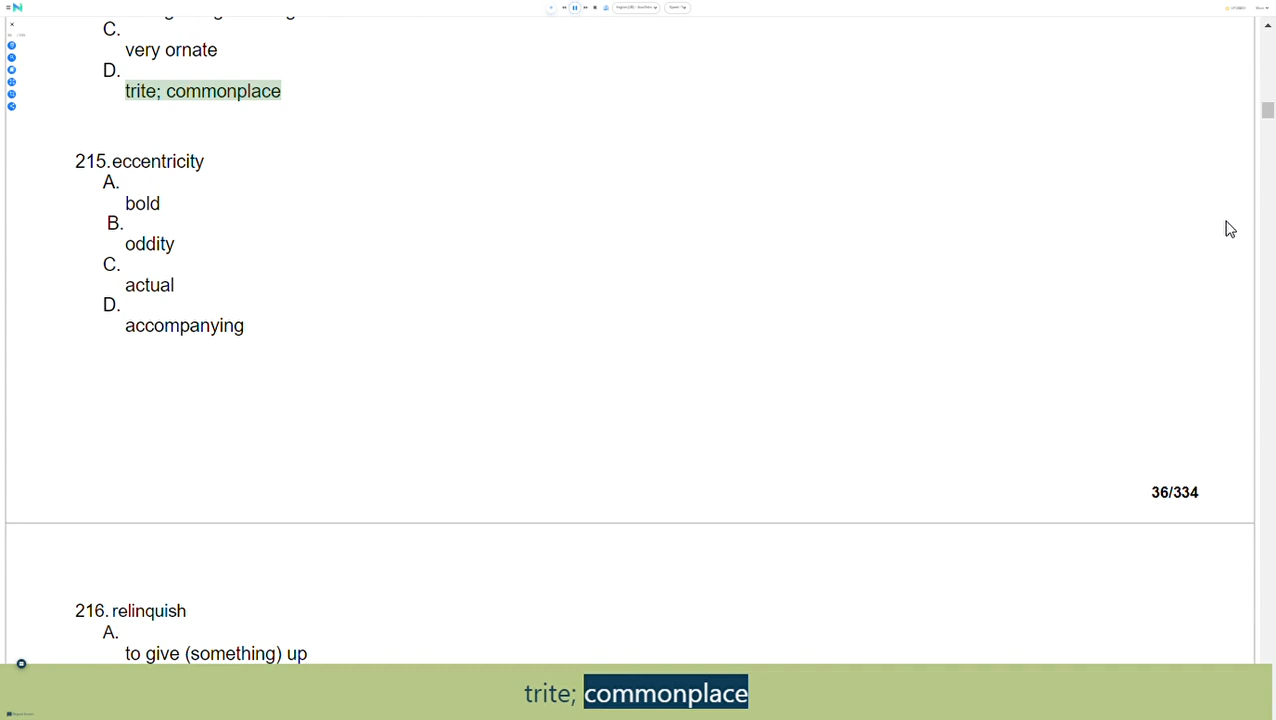 C.
very ornate
D.
trite; commonplace
215. eccentricity
A.
bold
B.
oddity
C.
actual
D.
accompanying
36/334
216. relinquish
A.
to give (something) up
trite; commonplace